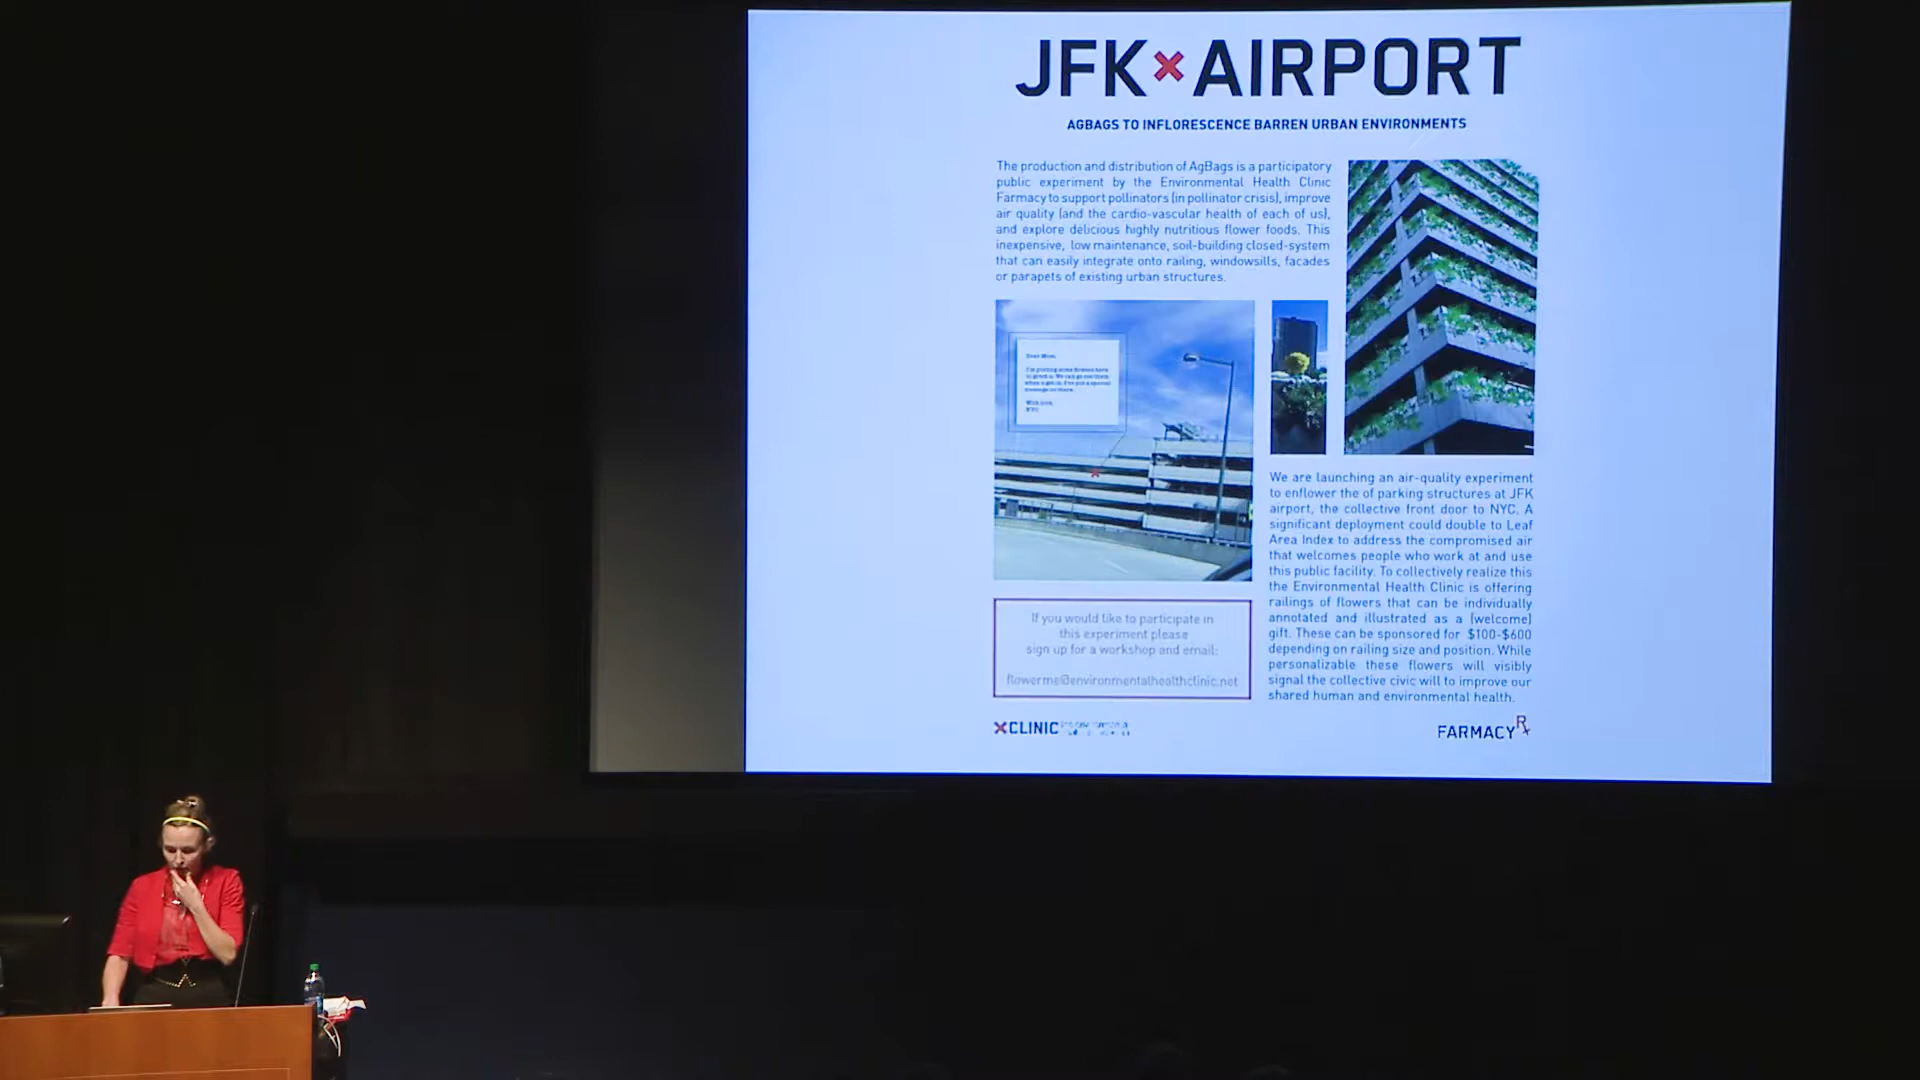 JFK×AIRPORT
AGBAGS TO INFLORESCENCE BARREN URBAN ENVIRONMENTS
The production and distribution of AgBags is a participatory
public experiment by the Environmental Health Clinic
Farmacy to support pollinators (in pollinator crisis), improve
air quality (and the cardio-vascular health of each of us),
and explore delicious highly nutritious flower foods. This
inexpensive, low maintenance, soil-building closed-system
that can easily integrate onto railing, windowsills, facades
or parapets of existing urban structures.
Dear Mom,
I'm putting some flowers here
With love,
NYC
We are launching an air-quality experiment
to enflower the of parking structures at JFK
airport, the collective front door to NYC. A
significant deployment could double to Leaf
Area Index to address the compromised air
that welcomes people who work at and use
this public facility. To collectively realize this
the Environmental Health Clinic is offering
railings of flowers that can be individually
annotated and illustrated as a (welcome)
gift. These can be sponsored for $100-$600
depending on railing size and position. While
personalizable these flowers will visibly
signal the collective civic will to improve our
shared human and environmental health.
If you would like to participate in
this experiment please
sign up for a workshop and email:
flowerme@environmentalhealthclinic.net
×CLINIC
FARMACY Rx